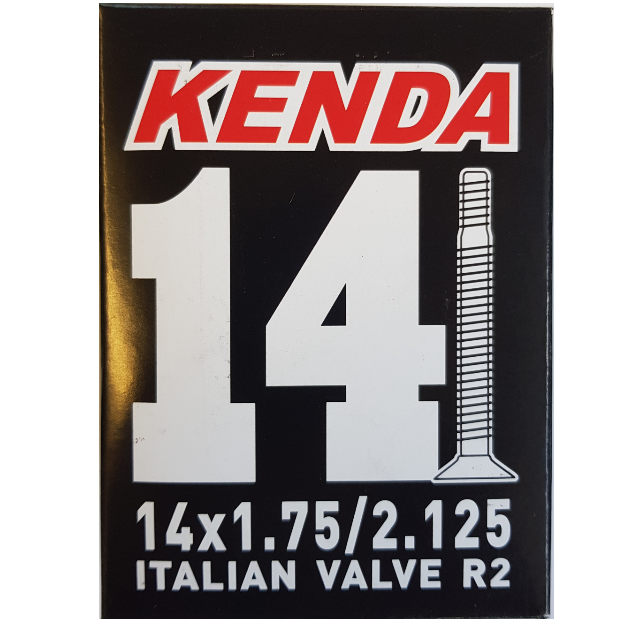 KENDA
14
14x1.75/2.125
ITALIAN VALVE R2